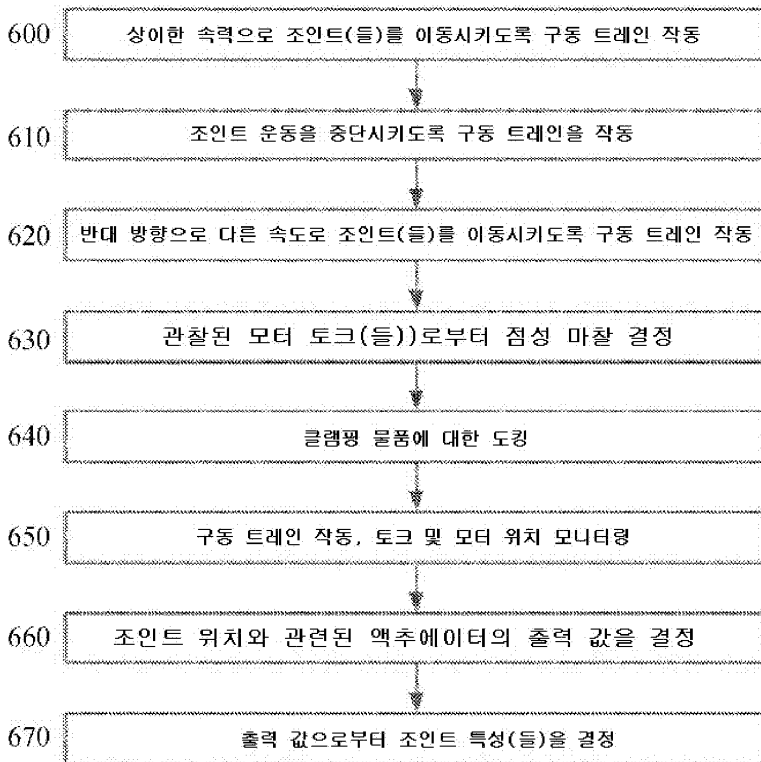 600 상이한 속력으로 조인트(들)를 이동시키도록 구동 트레인 작동
610 조인트 운동을 중단시키도록 구동 트레인을 작동
620 반대 방향으로 다른 속도로 조인트(들)를 이동시키도록 구동 트레인 작동
630 관찰된 모터 토크(들))로부터 점성 마찰 결정
640 클램핑 물품에 대한 도킹
650 구동 트레인 작동, 토크 및 모터 위치 모니터링
660 조인트 위치와 관련된 액추에이터의 출력 값을 결정
670 출력 값으로부터 조인트 특성(들)을 결정